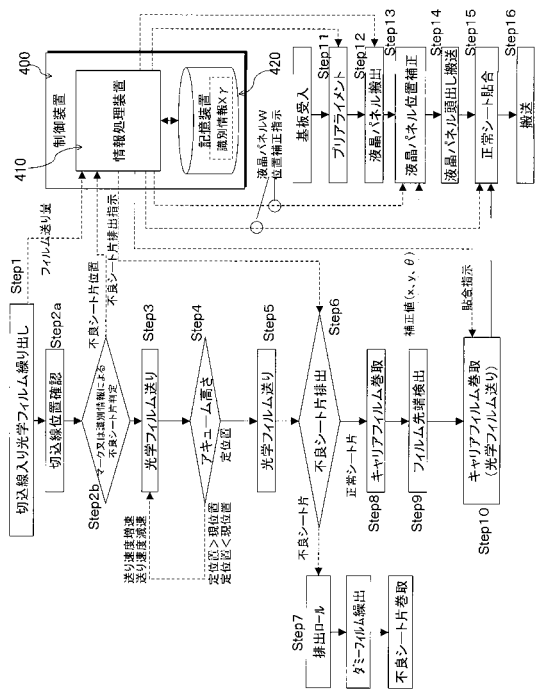 Step1
切込線入り光学フィルム繰り出し
フィルム送り量
Step2a
切込線位置確認
Step2b
マーク又は識別情報による
不良シート片判定
不良シート片位置
不良シート片排出指示
Step3
光学フィルム送り
送り速度増速
送り速度減速
Step4
アキューム高さ
定位置>現位置
定位置<現位置
定位置
Step5
光学フィルム送り
Step6
不良シート片排出
不良シート片
正常シート片
Step7
排出ロール
ダミーフィルム繰出
不良シート片巻取
Step8
キャリアフィルム巻取
Step9
フィルム先端検出
補正値(x、y、θ)
Step10
キャリアフィルム巻取
(光学フィルム送り)
貼合指示
400
制御装置
410
情報処理装置
記憶装置
識別情報Xγ
420
液晶パネルW
位置補正指示
基板受入
Step11
プリアライメント
Step12
液晶パネル搬出
Step13
液晶パネル位置補正
Step14
液晶パネル頭出し搬送
Step15
正常シート貼合
Step16
搬送